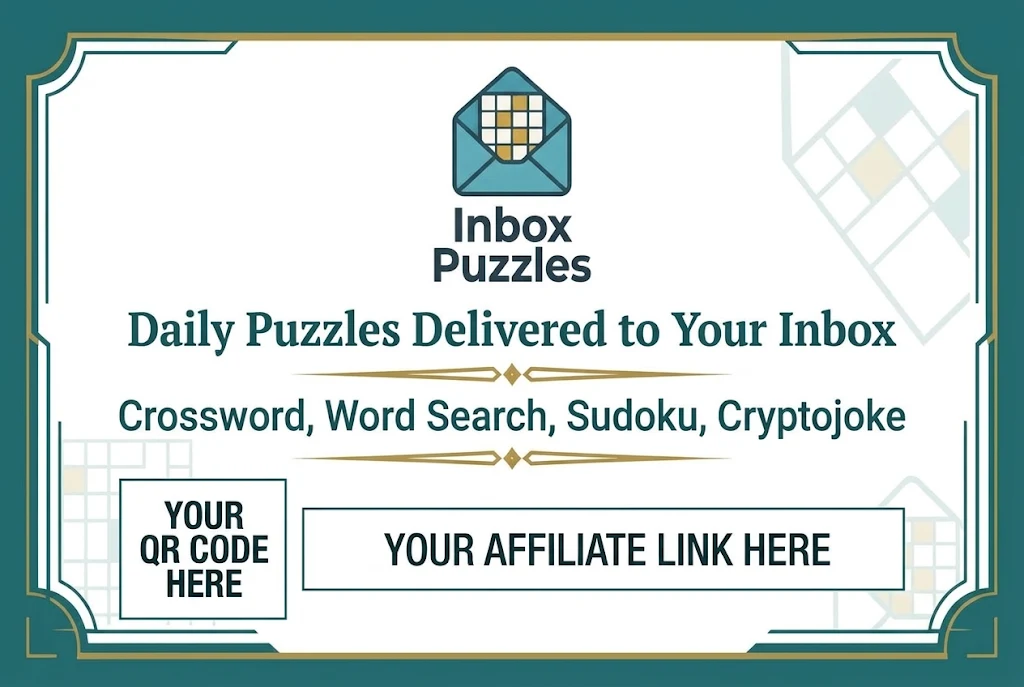 Inbox
Puzzles
Daily Puzzles Delivered to Your Inbox
Crossword, Word Search, Sudoku, Cryptojoke
YOUR
QR CODE
HERE
YOUR AFFILIATE LINK HERE